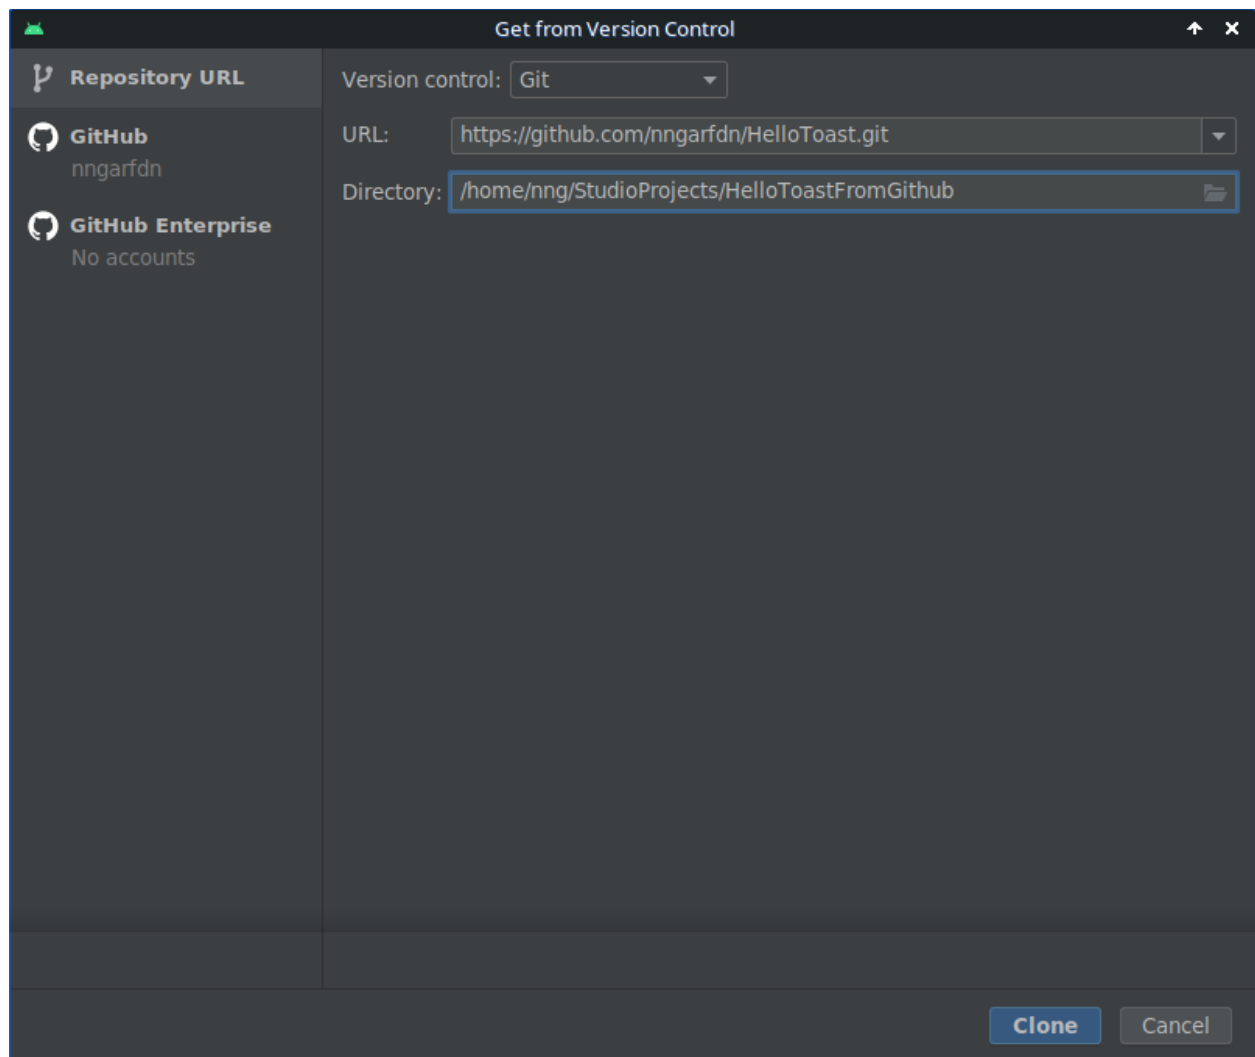 Get from Version Control
Repository URL
GitHub
nngarfdn
GitHub Enterprise
No accounts
Version control: Git
URL: https://github.com/nngarfdn/HelloToast.git
Directory: /home/nng/StudioProjects/HelloToastFromGithub
Clone Cancel